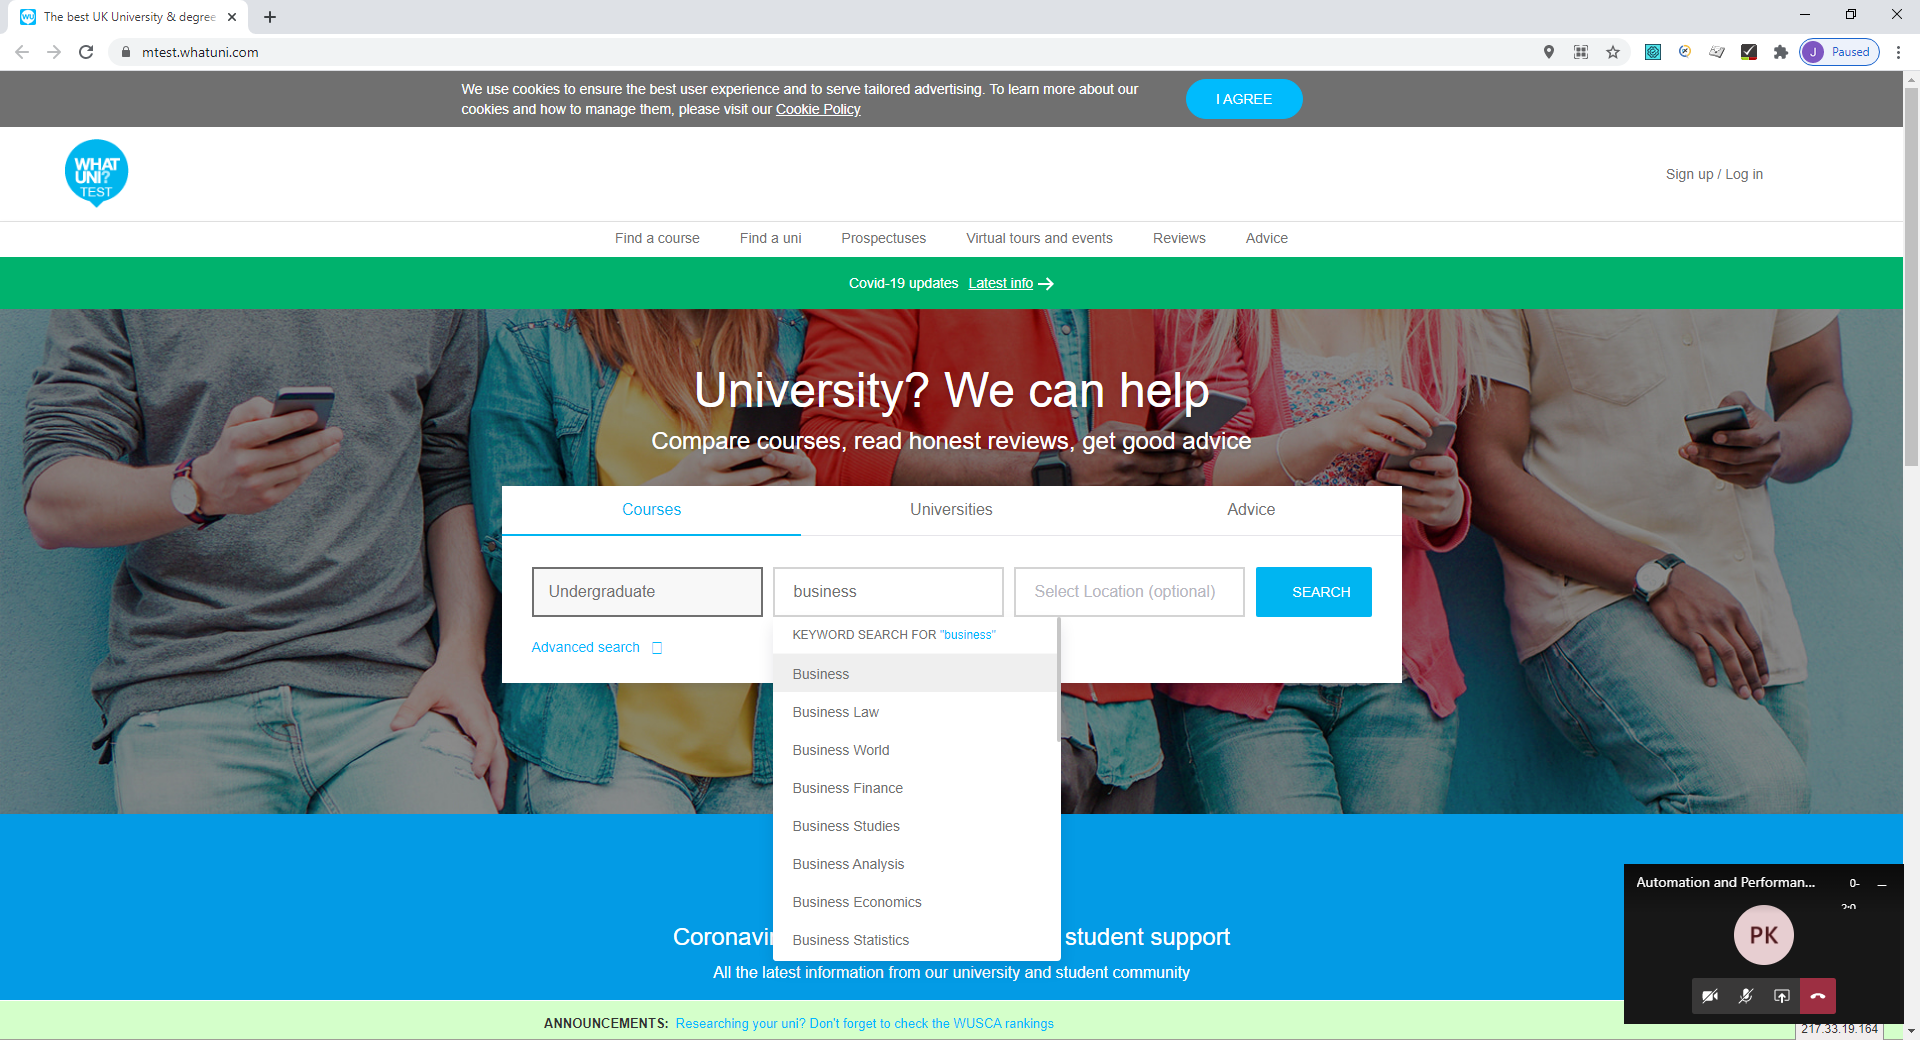 The best UK University & degree
mtest.whatuni.com
J Paused
We use cookies to ensure the best user experience and to serve tailored advertising. To learn more about our
cookies and how to manage them, please visit our Cookie Policy
I AGREE
WHAT
UNI?
TEST
Sign up / Log in
Find a course Find a uni Prospectuses Virtual tours and events Reviews Advice
Covid-19 updates Latest info
University? We can help
Compare courses, read honest reviews, get good advice
Courses Universities Advice
Undergraduate business Select Location (optional) SEARCH
KEYWORD SEARCH FOR "business"
Advanced search
Business
Business Law
Business World
Business Finance
Business Studies
Business Analysis
Business Economics
Business Statistics
student support
All the latest information from our university and student community
ANNOUNCEMENTS: Researching your uni? Don't forget to check the WUSCA rankings
Automation and Performan...
PK
217.33.19.164